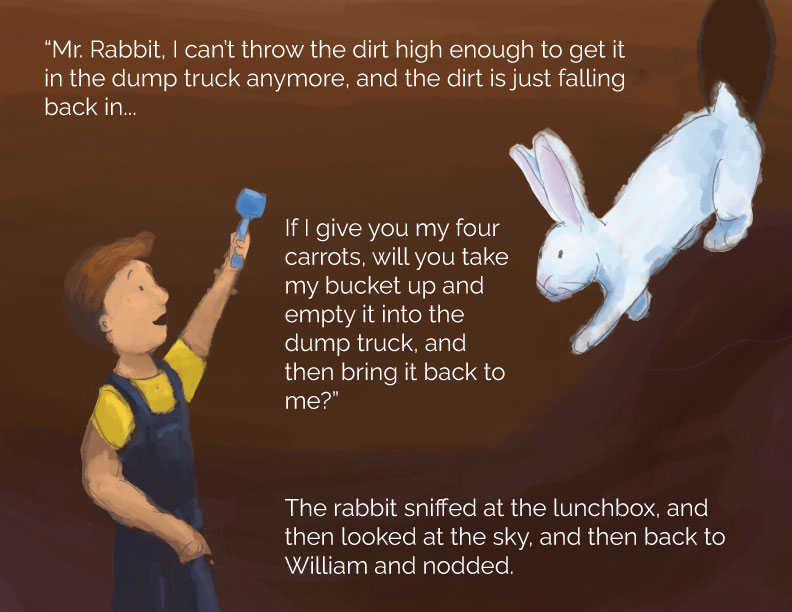 “Mr. Rabbit, I can’t throw the dirt high enough to get it
in the dump truck anymore, and the dirt is just falling
back in...
If I give you my four
carrots, will you take
my bucket up and
empty it into the
dump truck, and
then bring it back to
me?”
The rabbit sniffed at the lunchbox, and
then looked at the sky, and then back to
William and nodded.